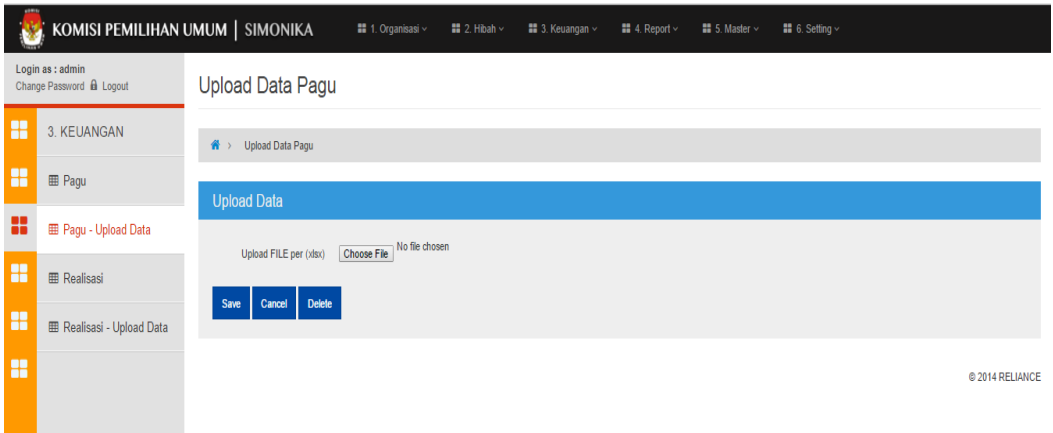 KOMISI PEMILIHAN UMUM | SIMONIKA
1. Organisasi
2. Hibah
3. Keuangan
4. Report
5. Master
6. Setting
Login as : admin
Change Password Logout
3. KEUANGAN
Pagu
Pagu - Upload Data
Realisasi
Realisasi - Upload Data
Upload Data Pagu
> Upload Data Pagu
Upload Data
Upload FILE per (xlsx) Choose File No file chosen
Save Cancel Delete
© 2014 RELIANCE